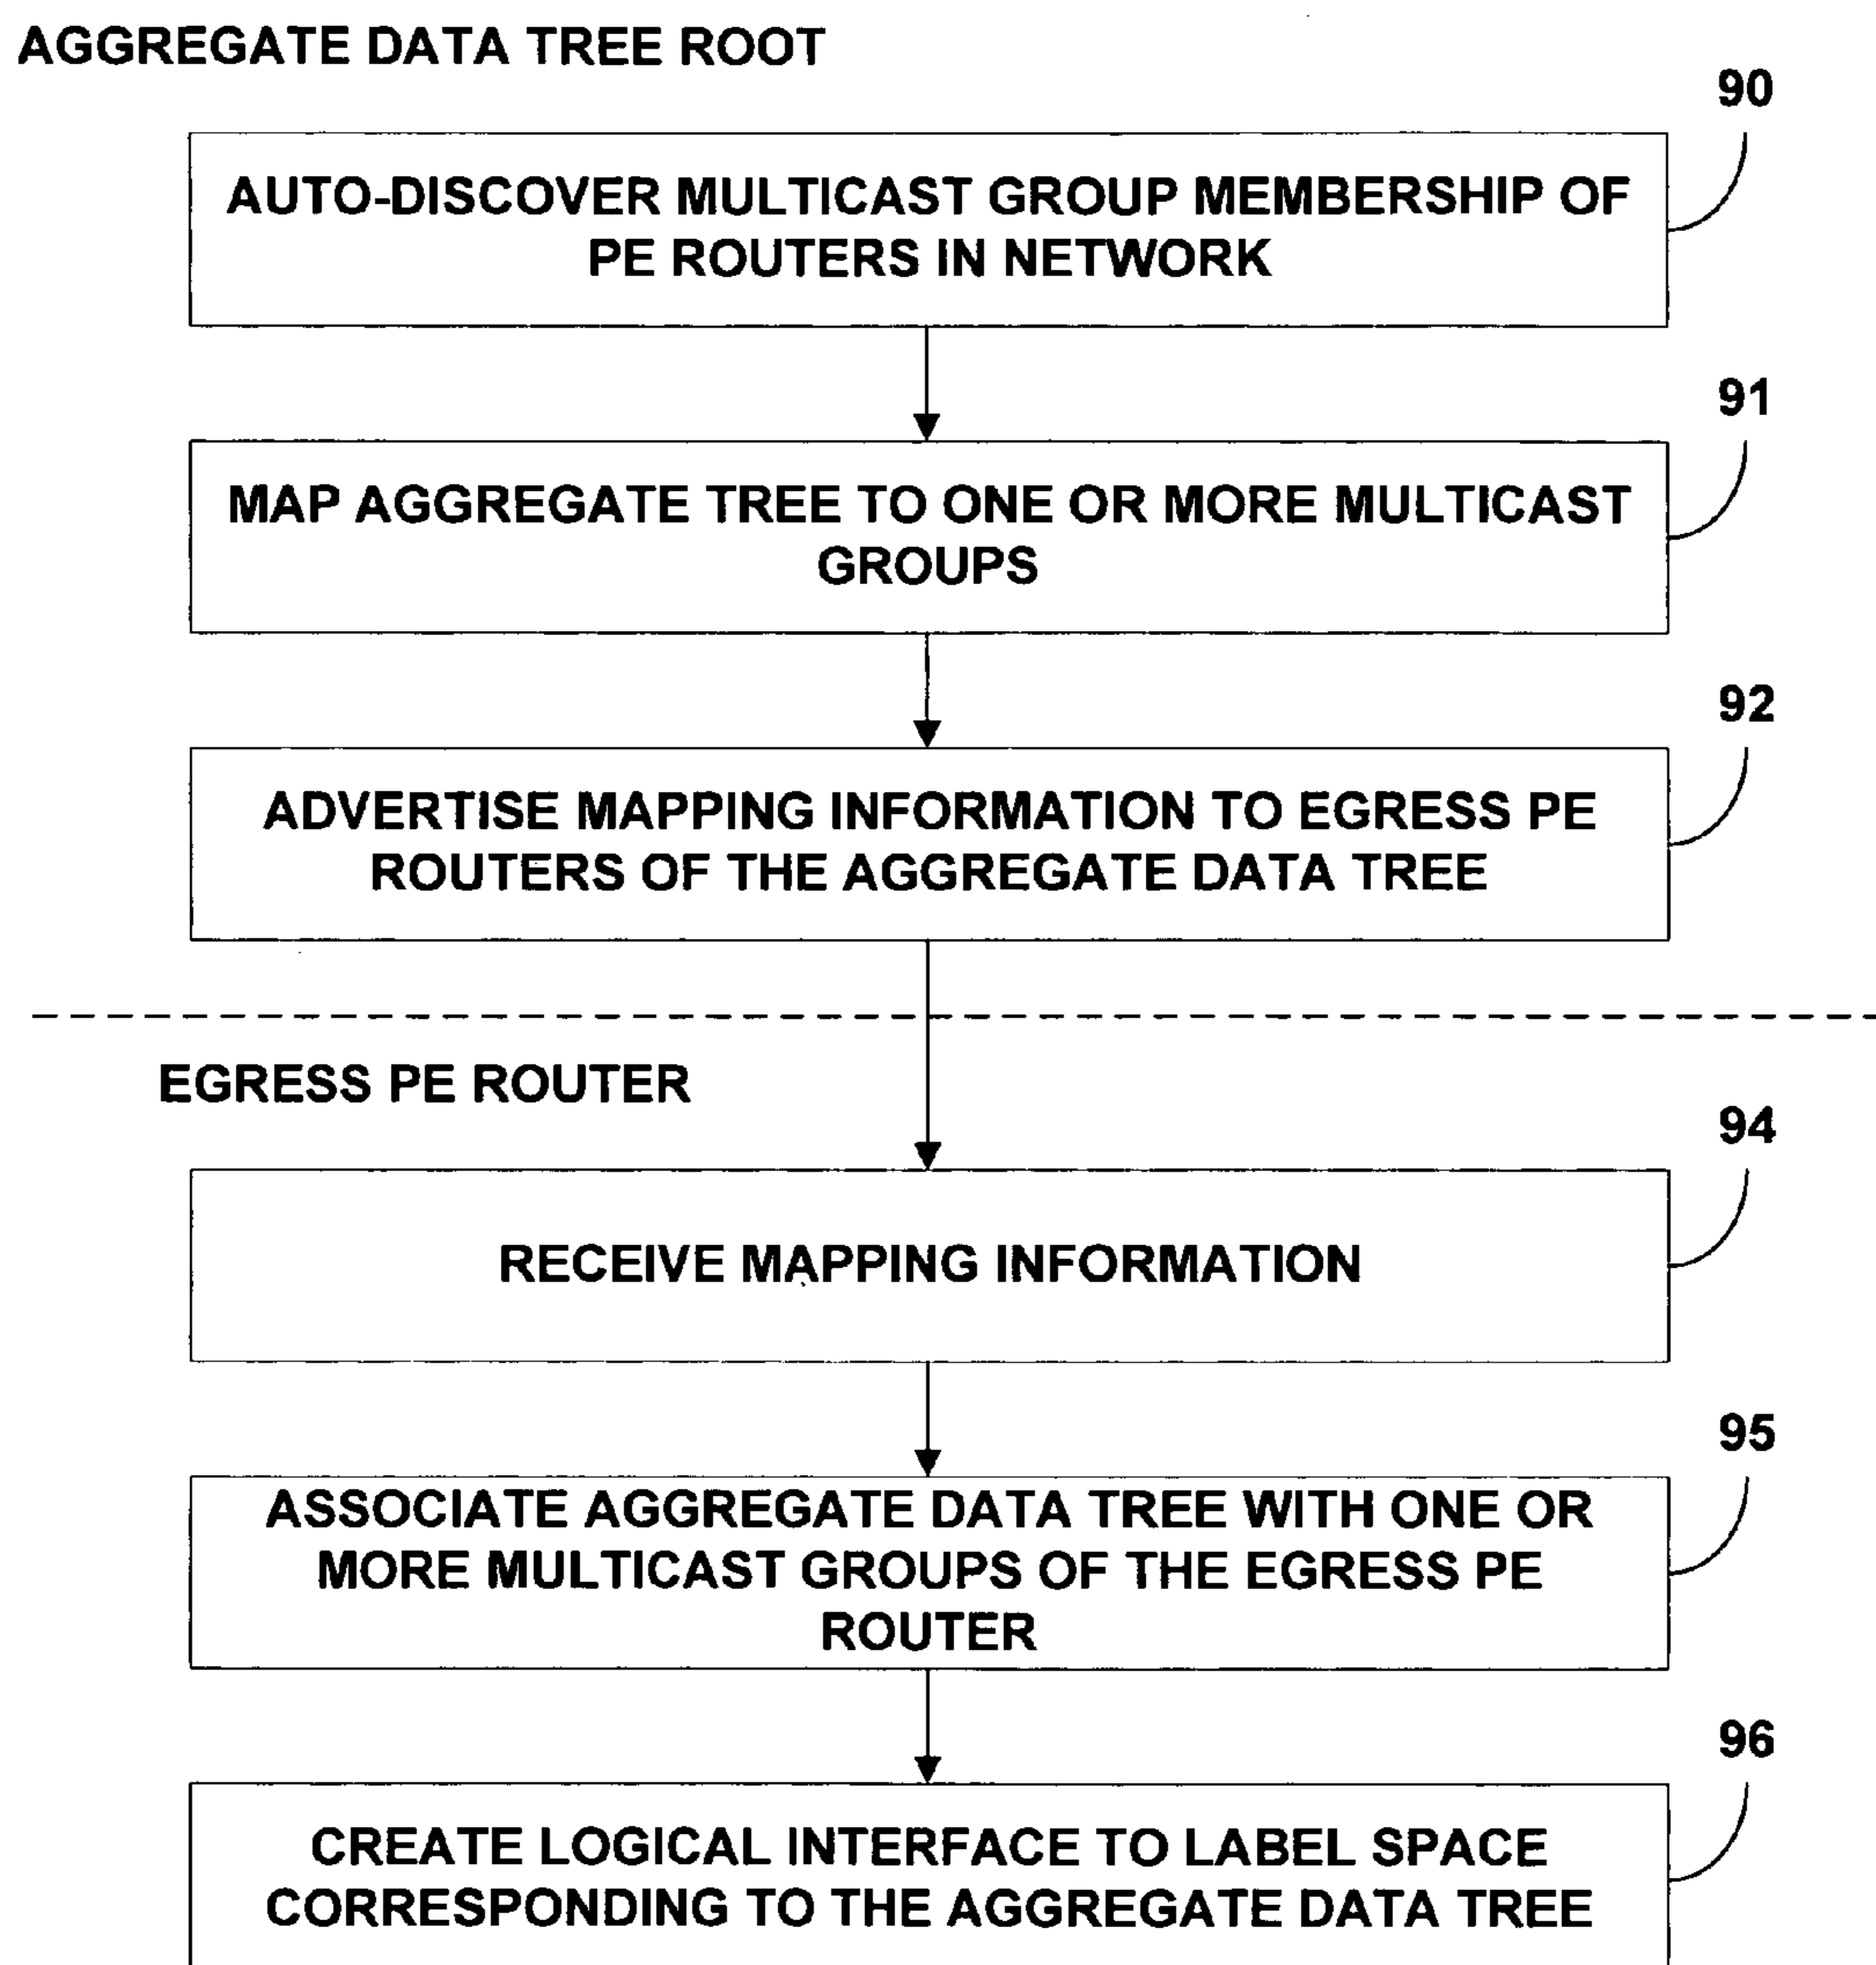 AGGREGATE DATA TREE ROOT
90
AUTO-DISCOVER MULTICAST GROUP MEMBERSHIP OF
PE ROUTERS IN NETWORK
91
MAP AGGREGATE TREE TO ONE OR MORE MULTICAST
GROUPS
92
ADVERTISE MAPPING INFORMATION TO EGRESS PE
ROUTERS OF THE AGGREGATE DATA TREE
EGRESS PE ROUTER
94
RECEIVE MAPPING INFORMATION
95
ASSOCIATE AGGREGATE DATA TREE WITH ONE OR
MORE MULTICAST GROUPS OF THE EGRESS PE
ROUTER
96
CREATE LOGICAL INTERFACE TO LABEL SPACE
CORRESPONDING TO THE AGGREGATE DATA TREE